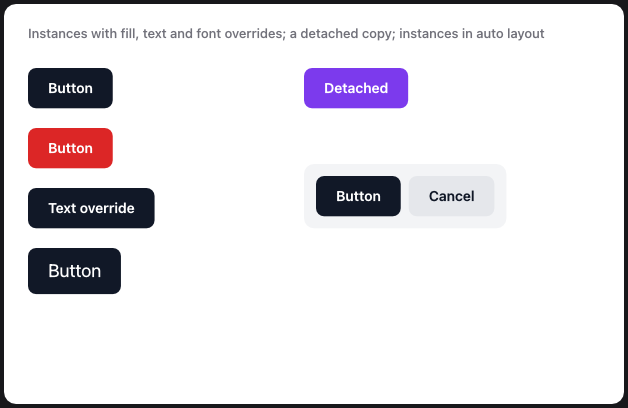 Instances with fill, text and font overrides; a detached copy; instances in auto layout
Button
Detached
Button
Button
Cancel
Text override
Button